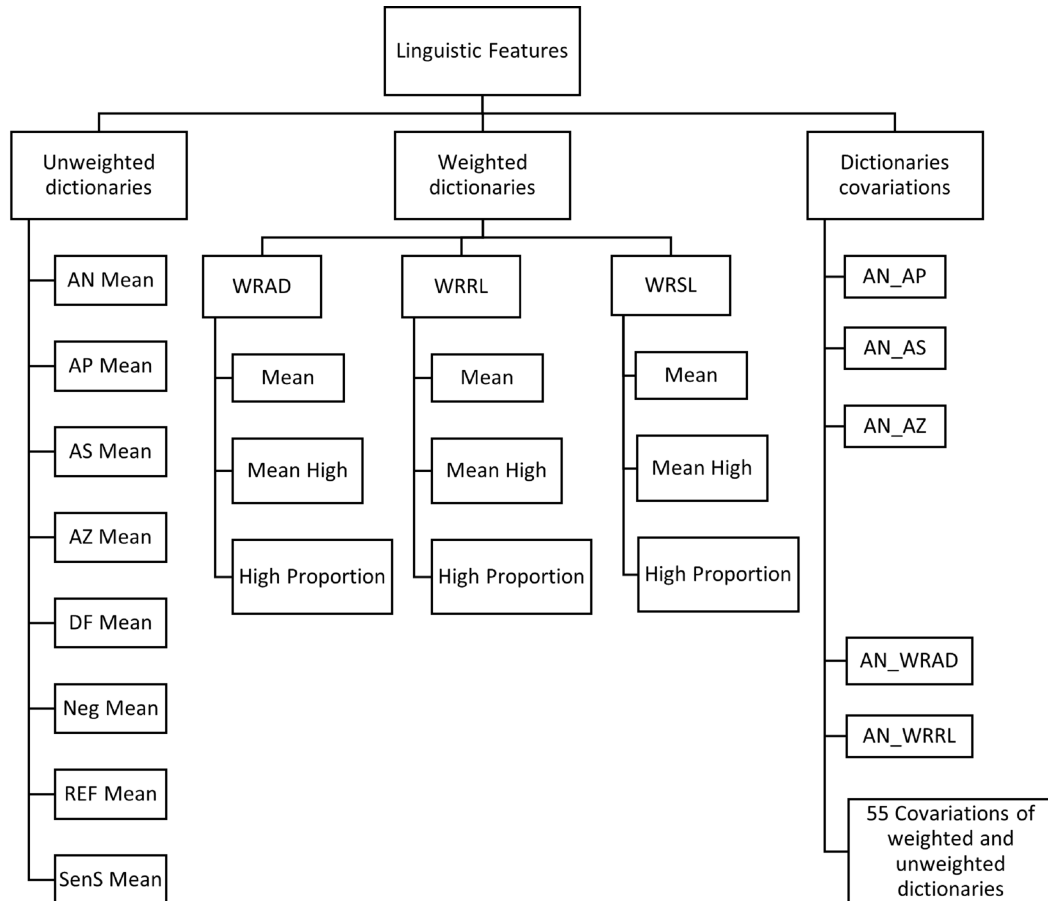 Linguistic Features
Unweighted
dictionaries
AN Mean
AP Mean
AS Mean
AZ Mean
DF Mean
Neg Mean
REF Mean
SenS Mean
Weighted
dictionaries
WRAD
Mean
Mean High
High Proportion
WRRL
Mean
Mean High
High Proportion
WRSL
Mean
Mean High
High Proportion
Dictionaries
covariations
AN_AP
AN_AS
AN_AZ
AN_WRAD
AN_WRRL
55 Covariations of
weighted and
unweighted
dictionaries